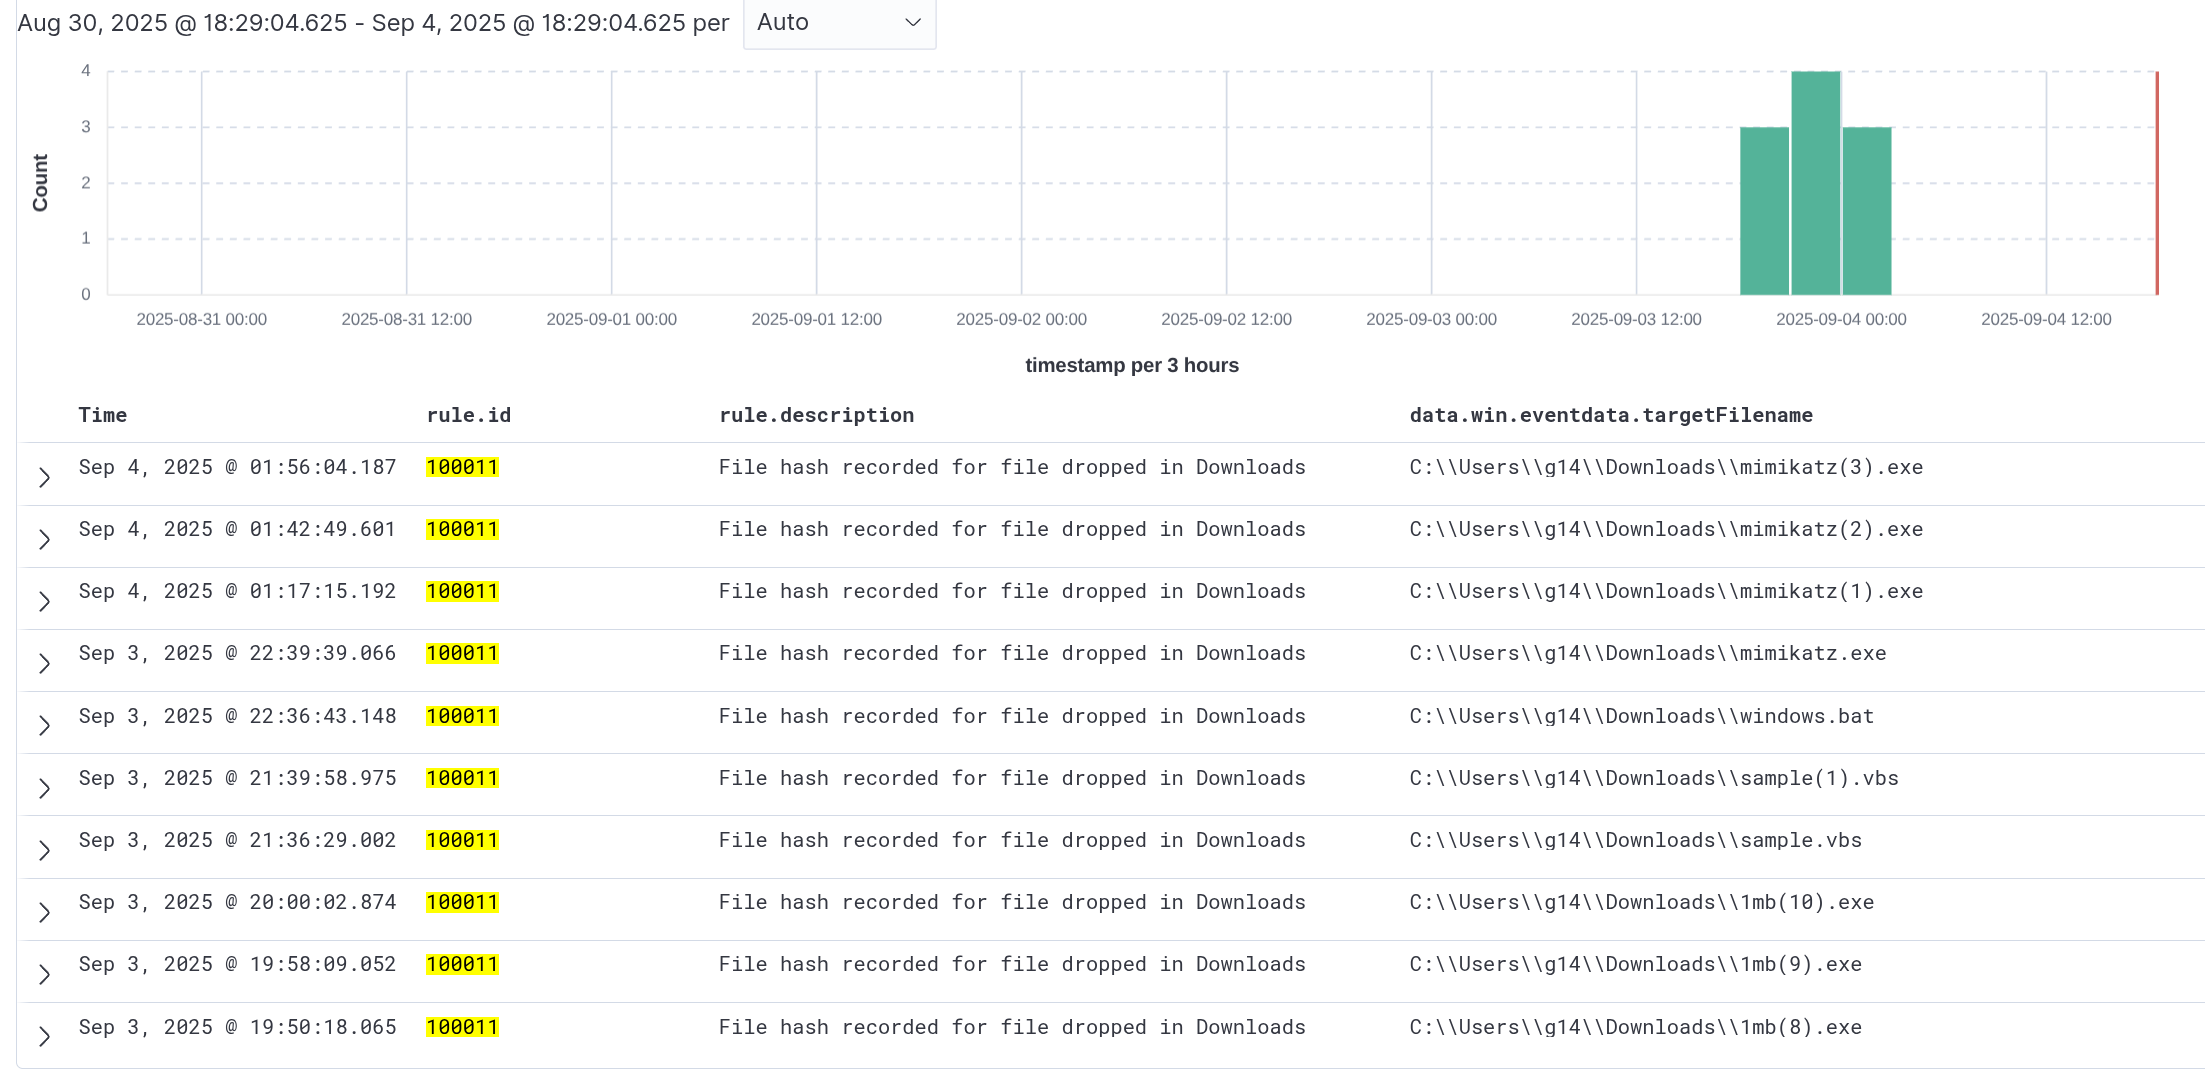 Aug 30, 2025 @ 18:29:04.625 - Sep 4, 2025 @ 18:29:04.625 per Auto
4
3
2
1
0
Count
2025-08-31 00:00 2025-08-31 12:00 2025-09-01 00:00 2025-09-01 12:00 2025-09-02 00:00 2025-09-02 12:00 2025-09-03 00:00 2025-09-03 12:00 2025-09-04 00:00 2025-09-04 12:00
timestamp per 3 hours
Time rule.id rule.description data.win.eventdata.targetFilename
Sep 4, 2025 @ 01:56:04.187 100011 File hash recorded for file dropped in Downloads C:\\Users\\g14\\Downloads\\mimikatz(3).exe
Sep 4, 2025 @ 01:42:49.601 100011 File hash recorded for file dropped in Downloads C:\\Users\\g14\\Downloads\\mimikatz(2).exe
Sep 4, 2025 @ 01:17:15.192 100011 File hash recorded for file dropped in Downloads C:\\Users\\g14\\Downloads\\mimikatz(1).exe
Sep 3, 2025 @ 22:39:39.066 100011 File hash recorded for file dropped in Downloads C:\\Users\\g14\\Downloads\\mimikatz.exe
Sep 3, 2025 @ 22:36:43.148 100011 File hash recorded for file dropped in Downloads C:\\Users\\g14\\Downloads\\windows.bat
Sep 3, 2025 @ 21:39:58.975 100011 File hash recorded for file dropped in Downloads C:\\Users\\g14\\Downloads\\sample(1).vbs
Sep 3, 2025 @ 21:36:29.002 100011 File hash recorded for file dropped in Downloads C:\\Users\\g14\\Downloads\\sample.vbs
Sep 3, 2025 @ 20:00:02.874 100011 File hash recorded for file dropped in Downloads C:\\Users\\g14\\Downloads\\1mb(10).exe
Sep 3, 2025 @ 19:58:09.052 100011 File hash recorded for file dropped in Downloads C:\\Users\\g14\\Downloads\\1mb(9).exe
Sep 3, 2025 @ 19:50:18.065 100011 File hash recorded for file dropped in Downloads C:\\Users\\g14\\Downloads\\1mb(8).exe